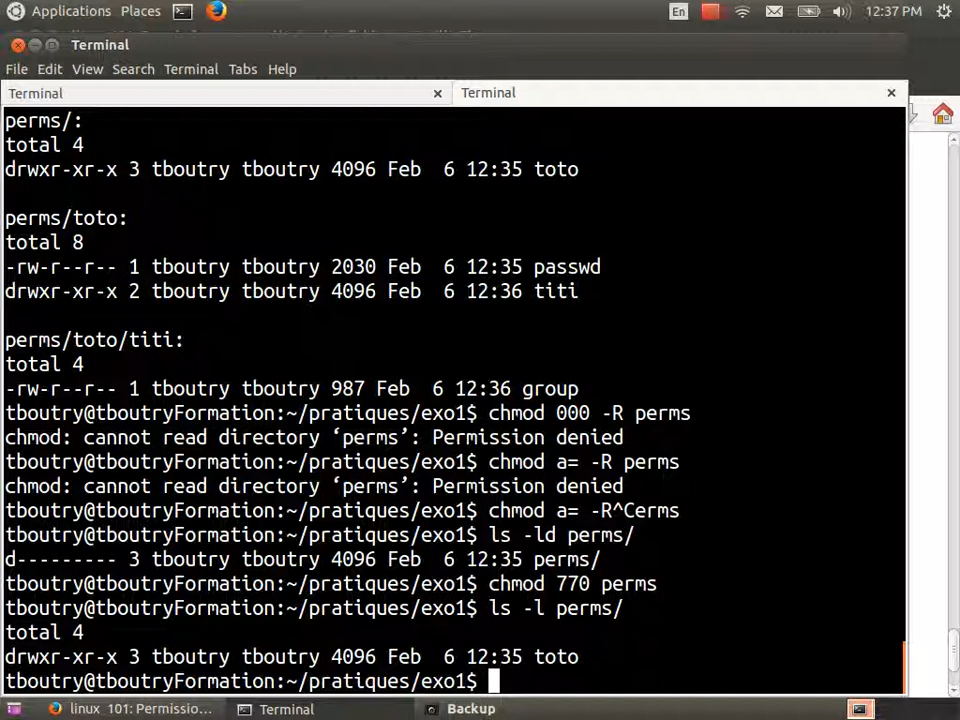 Applications Places En 12:37 PM
Terminal
File Edit View Search Terminal Tabs Help
Terminal Terminal
perms/:
total 4
drwxr-xr-x 3 tboutry tboutry 4096 Feb  6 12:35 toto
perms/toto:
total 8
-rw-r--r-- 1 tboutry tboutry 2030 Feb  6 12:35 passwd
drwxr-xr-x 2 tboutry tboutry 4096 Feb  6 12:36 titi
perms/toto/titi:
total 4
-rw-r--r-- 1 tboutry tboutry 987 Feb  6 12:36 group
tboutry@tboutryFormation:~/pratiques/exo1$ chmod 000 -R perms
chmod: cannot read directory ‘perms’: Permission denied
tboutry@tboutryFormation:~/pratiques/exo1$ chmod a= -R perms
chmod: cannot read directory ‘perms’: Permission denied
tboutry@tboutryFormation:~/pratiques/exo1$ chmod a= -R^Cerms
tboutry@tboutryFormation:~/pratiques/exo1$ ls -ld perms/
d--------- 3 tboutry tboutry 4096 Feb  6 12:35 perms/
tboutry@tboutryFormation:~/pratiques/exo1$ chmod 770 perms
tboutry@tboutryFormation:~/pratiques/exo1$ ls -l perms/
total 4
drwxr-xr-x 3 tboutry tboutry 4096 Feb  6 12:35 toto
tboutry@tboutryFormation:~/pratiques/exo1$
linux_101: Permissio... Terminal Backup